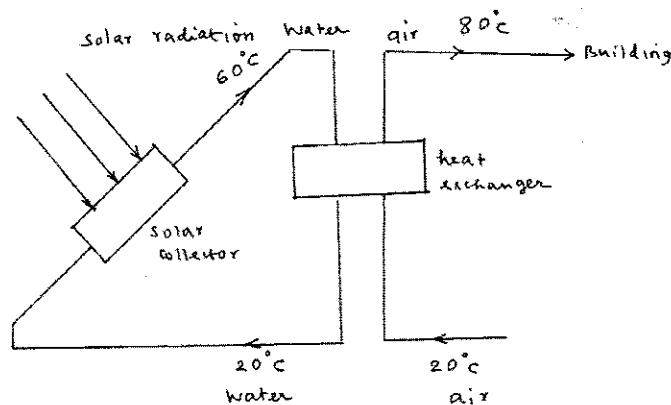 solar radiation
water
air
80°C
Building
60°C
heat
exchanger
solar
collector
20°C
water
20°C
air